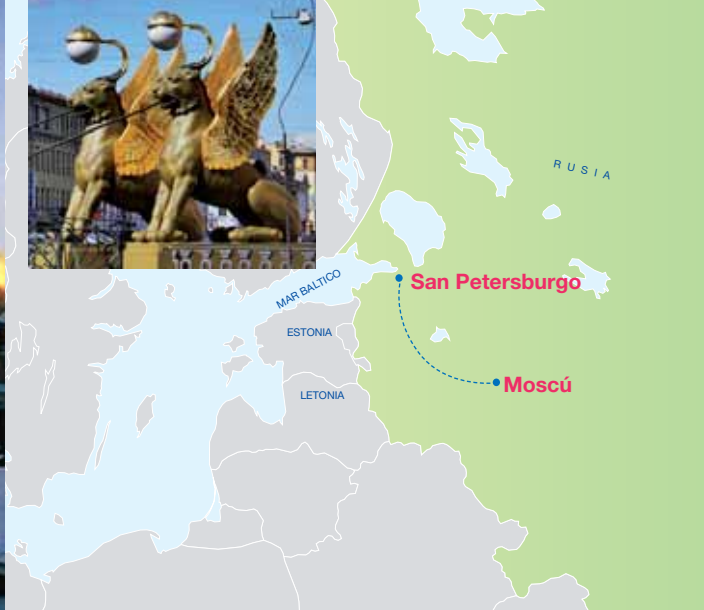 RUSIA
San Petersburgo
MAR BALTICO
ESTONIA
Moscú
LETONIA